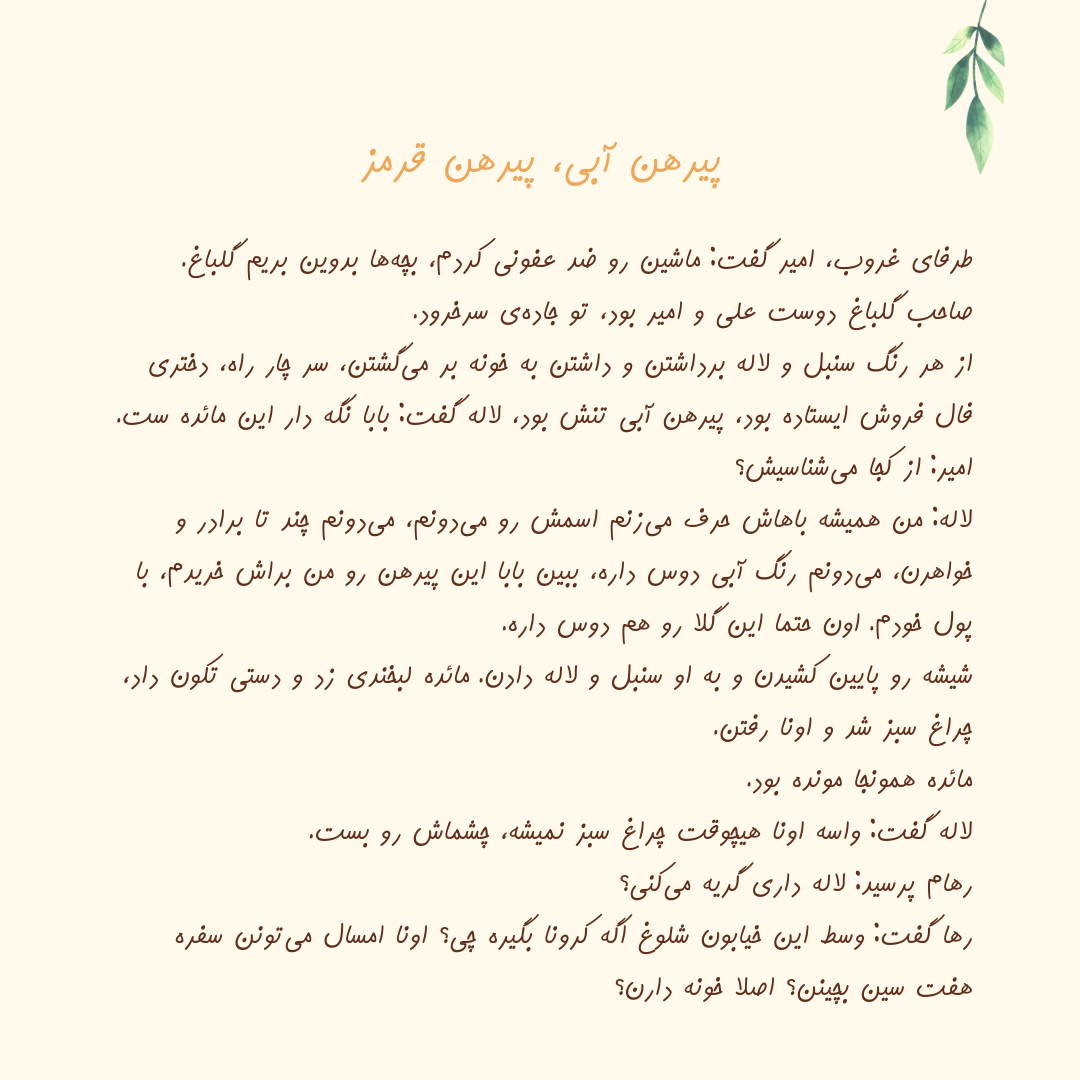 پیرهن آبی، پیرهن قرمز
طرفای غروب، امیر گفت: ماشین رو ضد عفونی کردم، بچه‌ها بدوین بریم گلباغ.
صاحب گلباغ دوست علی و امیر بود، تو جاده‌ی سرخرود.
از هر رنگ سنبل و لاله برداشتن و داشتن به خونه بر می‌گشتن، سر چار راه، دختری
فال فروش ایستاده بود، پیرهن آبی تنش بود، لاله گفت: بابا نگه دار این مائده ست.
امیر: از کجا می‌شناسیش؟
لاله: من همیشه باهاش حرف می‌زنم اسمش رو می‌دونم، می‌دونم چند تا برادر و
خواهرن، می‌دونم رنگ آبی دوس داره، ببین بابا این پیرهن رو من براش خریدم، با
پول خودم. اون حتما این گلا رو هم دوس داره.
شیشه رو پایین کشیدن و به او سنبل و لاله دادن. مائده لبخندی زد و دستی تکون داد،
چراغ سبز شد و اونا رفتن.
مائده همونجا مونده بود.
لاله گفت: واسه اونا هیچوقت چراغ سبز نمیشه، چشماش رو بست.
رهام پرسید: لاله داری گریه می‌کنی؟
رها گفت: وسط این خیابون شلوغ اگه کرونا بگیره چی؟ اونا امسال می‌تونن سفره
هفت سین بچینن؟ اصلا خونه دارن؟